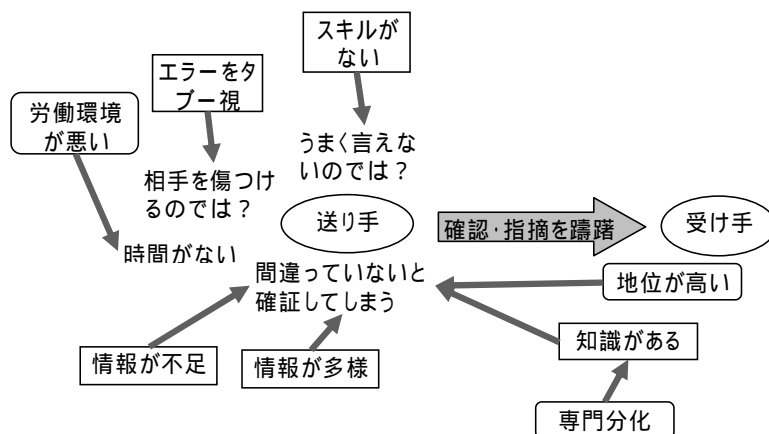 スキルが
ない
エラーをタ
ブー視
労働環境
が悪い
うまく言えな
いのでは？
相手を傷つけ
るのでは？
送り手
確認･指摘を躊躇
受け手
時間がない
間違っていないと
確証してしまう
地位が高い
知識がある
情報が不足
情報が多様
専門分化